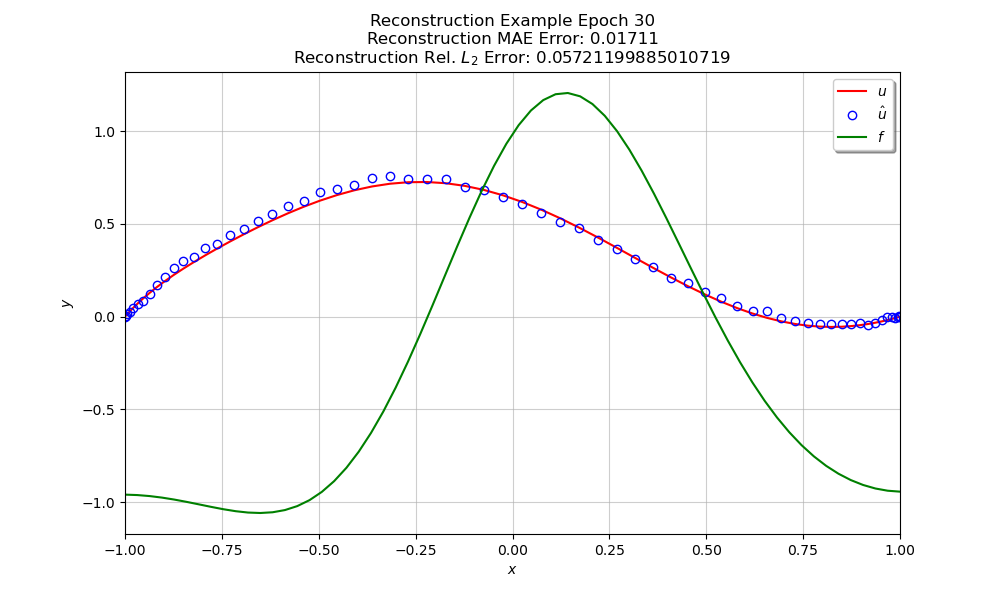 Reconstruction Example Epoch 30
Reconstruction MAE Error: 0.01711
Reconstruction Rel. L₂ Error: 0.05721199885010719
u
û
f
1.0
0.5
0.0
−0.5
−1.0
y
−1.00 −0.75 −0.50 −0.25 0.00 0.25 0.50 0.75 1.00
x